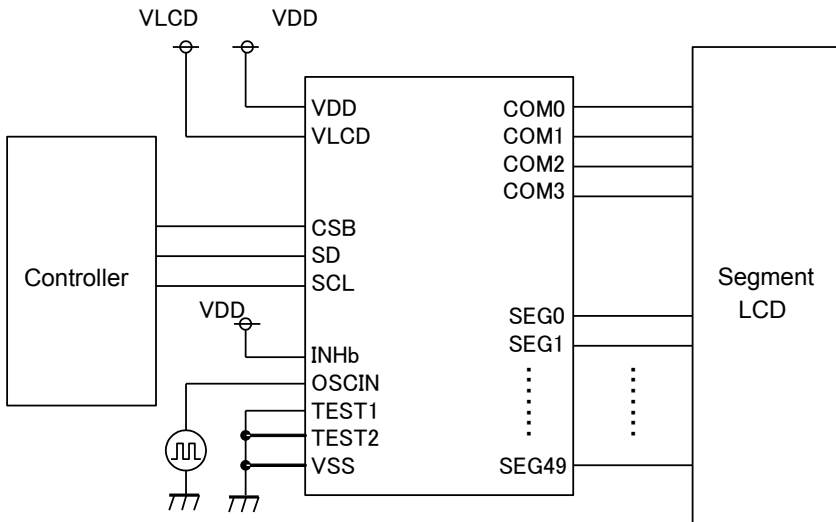 VLCD VDD
VDD COM0
VLCD COM1
COM2
COM3
CSB
SD
SCL
Controller
Segment
LCD
VDD
SEG0
SEG1
INHb
OSCIN
TEST1
TEST2
VSS SEG49